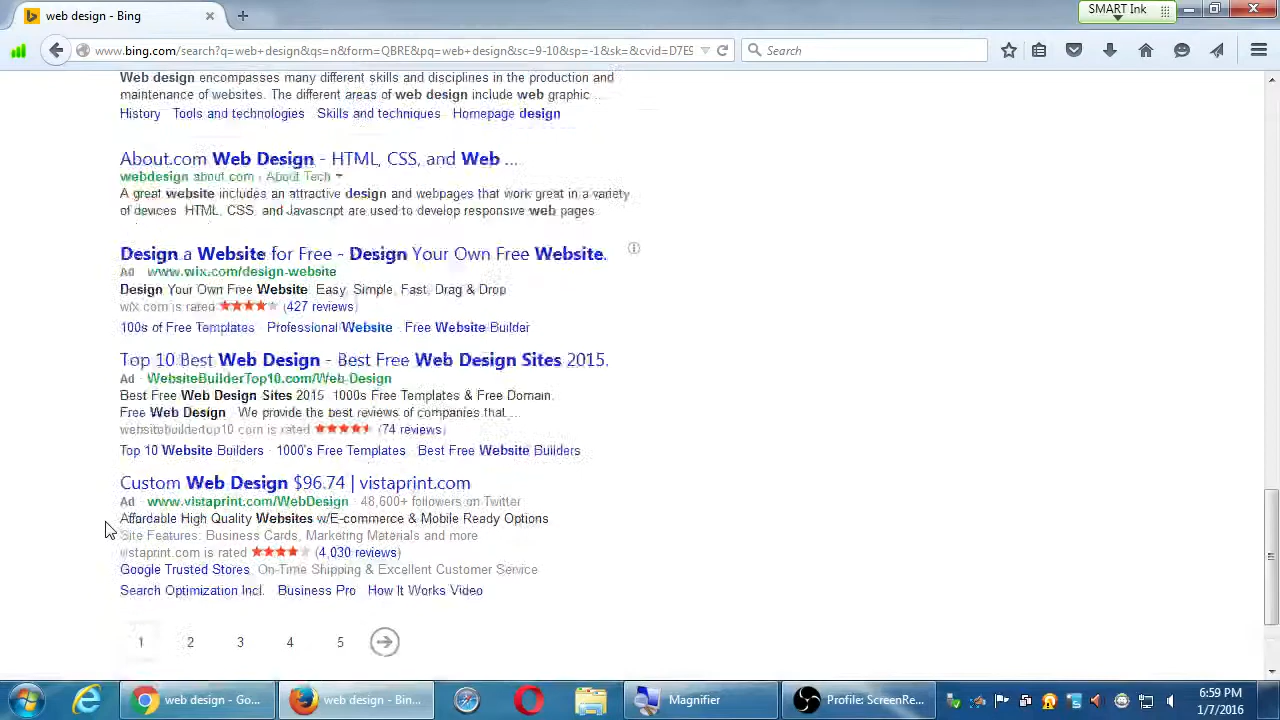 web design - Bing
SMART Ink
www.bing.com/search?q=web+design&qs=n&form=QBRE&pq=web+design&sc=9-10&sp=-1&sk=&cvid=D7E9
Search
Web design encompasses many different skills and disciplines in the production and
maintenance of websites. The different areas of web design include web graphic ...
History · Tools and technologies · Skills and techniques · Homepage design
About.com Web Design - HTML, CSS, and Web ...
webdesign.about.com · About Tech
A great website includes an attractive design and webpages that work great in a variety
of devices. HTML, CSS, and Javascript are used to develop responsive web pages
Design a Website for Free - Design Your Own Free Website.
Ad · www.wix.com/design-website
Design Your Own Free Website. Easy, Simple, Fast, Drag & Drop
wix.com is rated (427 reviews)
100s of Free Templates · Professional Website · Free Website Builder
Top 10 Best Web Design - Best Free Web Design Sites 2015.
Ad · WebsiteBuilderTop10.com/Web-Design
Best Free Web Design Sites 2015. 1000s Free Templates & Free Domain.
Free Web Design · We provide the best reviews of companies that ...
websitebuildertop10.com is rated (74 reviews)
Top 10 Website Builders · 1000's Free Templates · Best Free Website Builders
Custom Web Design $96.74 | vistaprint.com
Ad · www.vistaprint.com/WebDesign · 48,600+ followers on Twitter
Affordable High Quality Websites w/E-commerce & Mobile Ready Options
Site Features: Business Cards, Marketing Materials and more
vistaprint.com is rated (4,030 reviews)
Google Trusted Stores. On-Time Shipping & Excellent Customer Service
Search Optimization Incl. · Business Pro · How It Works Video
1 2 3 4 5
web design - Go...
web design - Bin...
Magnifier
Profile: ScreenRe...
6:59 PM
1/7/2016